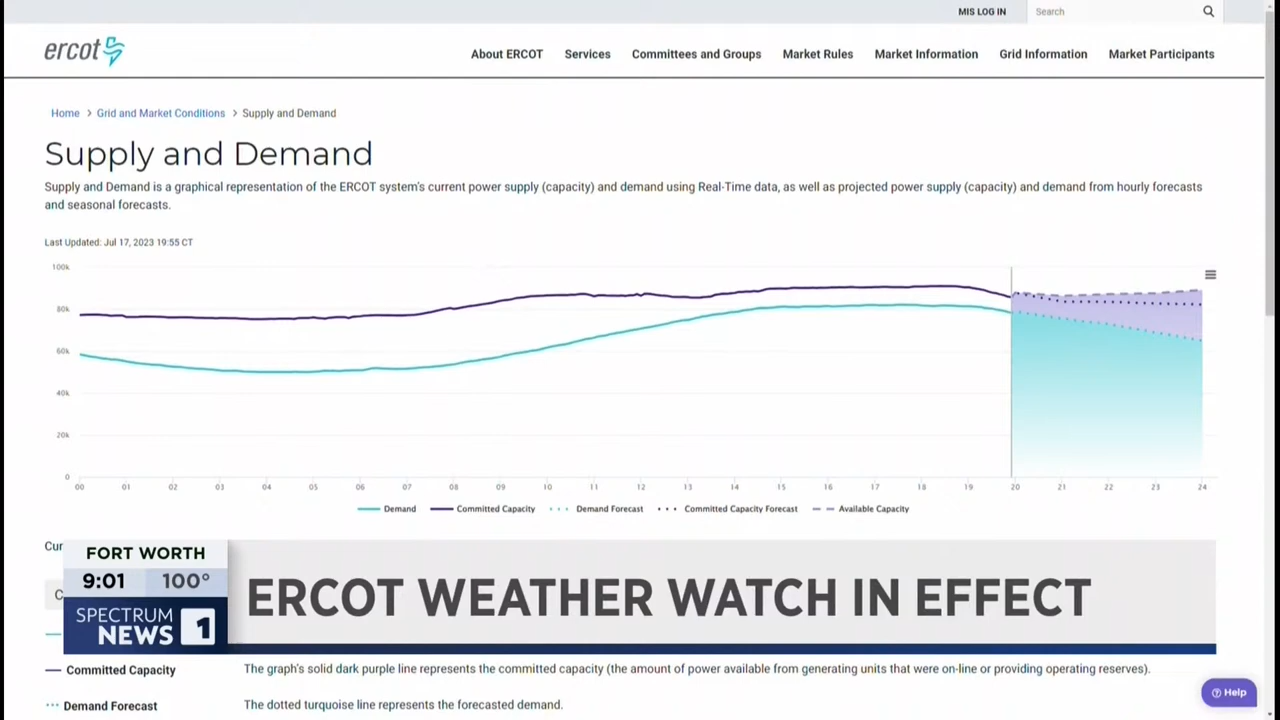 MIS LOG IN
Search
ercot
About ERCOT Services Committees and Groups Market Rules Market Information Grid Information Market Participants
Home > Grid and Market Conditions > Supply and Demand
Supply and Demand
Supply and Demand is a graphical representation of the ERCOT system's current power supply (capacity) and demand using Real-Time data, as well as projected power supply (capacity) and demand from hourly forecasts
and seasonal forecasts.
Last Updated: Jul 17, 2023 19:55 CT
100k
80k
60k
40k
20k
0
00 01 02 03 04 05 06 07 08 09 10 11 12 13 14 15 16 17 18 19 20 21 22 23 24
Demand Committed Capacity Demand Forecast Committed Capacity Forecast Available Capacity
Cur
C
FORT WORTH
9:01 100°
SPECTRUM
NEWS 1
ERCOT WEATHER WATCH IN EFFECT
Committed Capacity The graph's solid dark purple line represents the committed capacity (the amount of power available from generating units that were on-line or providing operating reserves).
Demand Forecast The dotted turquoise line represents the forecasted demand.
Help